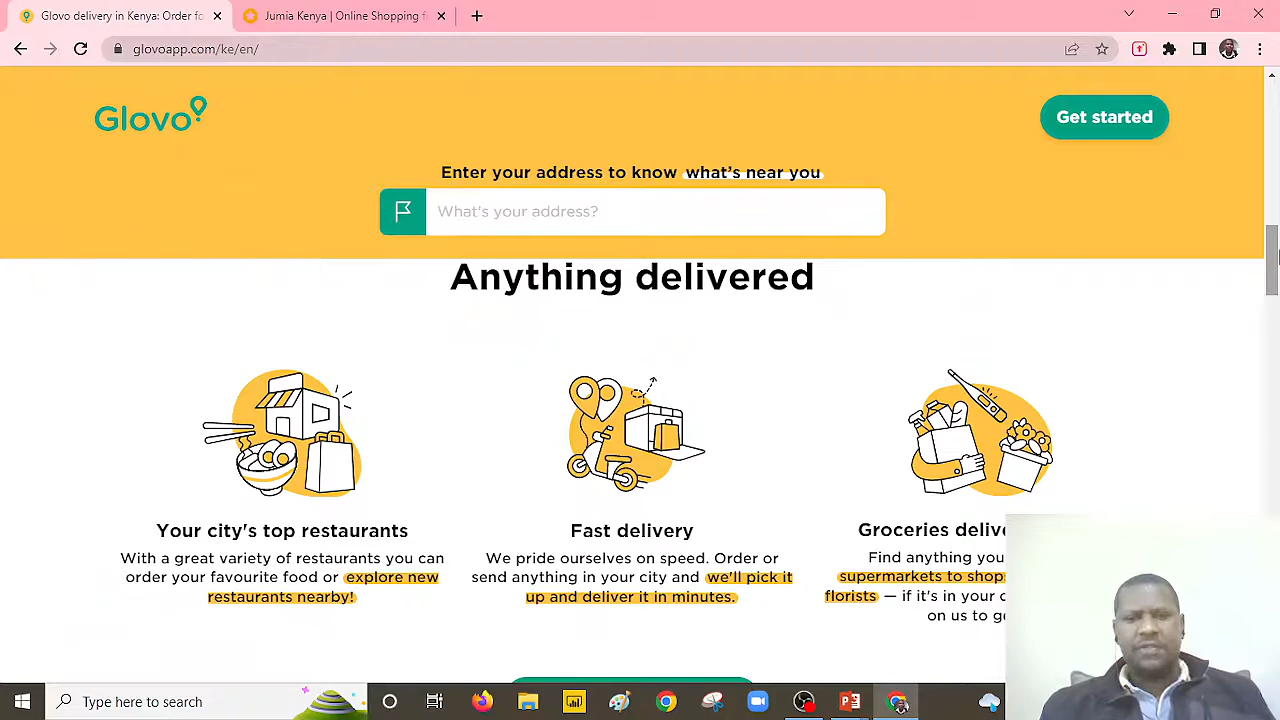 Glovo delivery in Kenya: Order fo
Jumia Kenya | Online Shopping f
glovoapp.com/ke/en/
Glovo
Get started
Enter your address to know what's near you
What's your address?
Anything delivered
Your city's top restaurants
With a great variety of restaurants you can
order your favourite food or explore new
restaurants nearby!
Fast delivery
We pride ourselves on speed. Order or
send anything in your city and we'll pick it
up and deliver it in minutes.
Groceries delive
Find anything you
supermarkets to shops
florists — if it's in your c
on us to ge
Type here to search